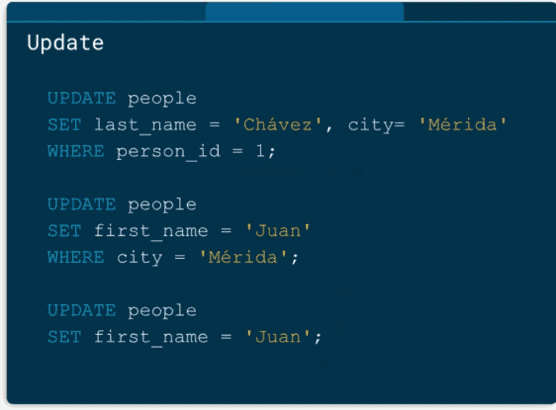 Update
UPDATE people
SET last_name = 'Chávez', city= 'Mérida'
WHERE person_id = 1;
UPDATE people
SET first_name = 'Juan'
WHERE city = 'Mérida';
UPDATE people
SET first_name = 'Juan';